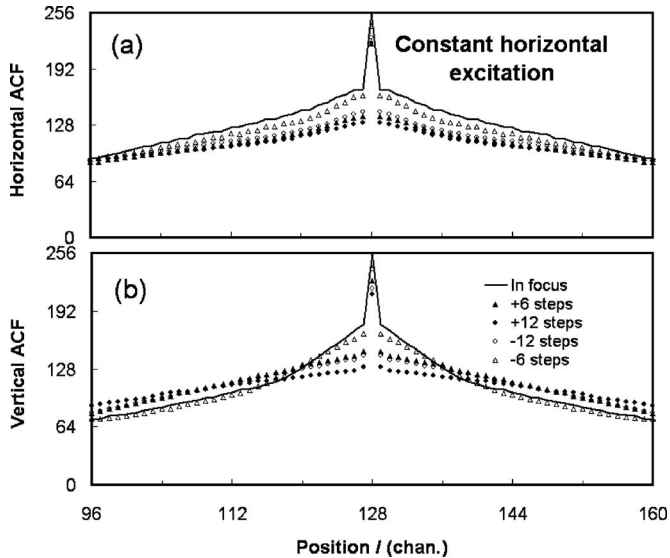 256
(a)
Constant horizontal
excitation
192
128
64
0
Horizontal ACF
256
(b)
In focus
+6 steps
+12 steps
-12 steps
-6 steps
192
128
64
0
Vertical ACF
96 112 128 144 160
Position l (chan.)